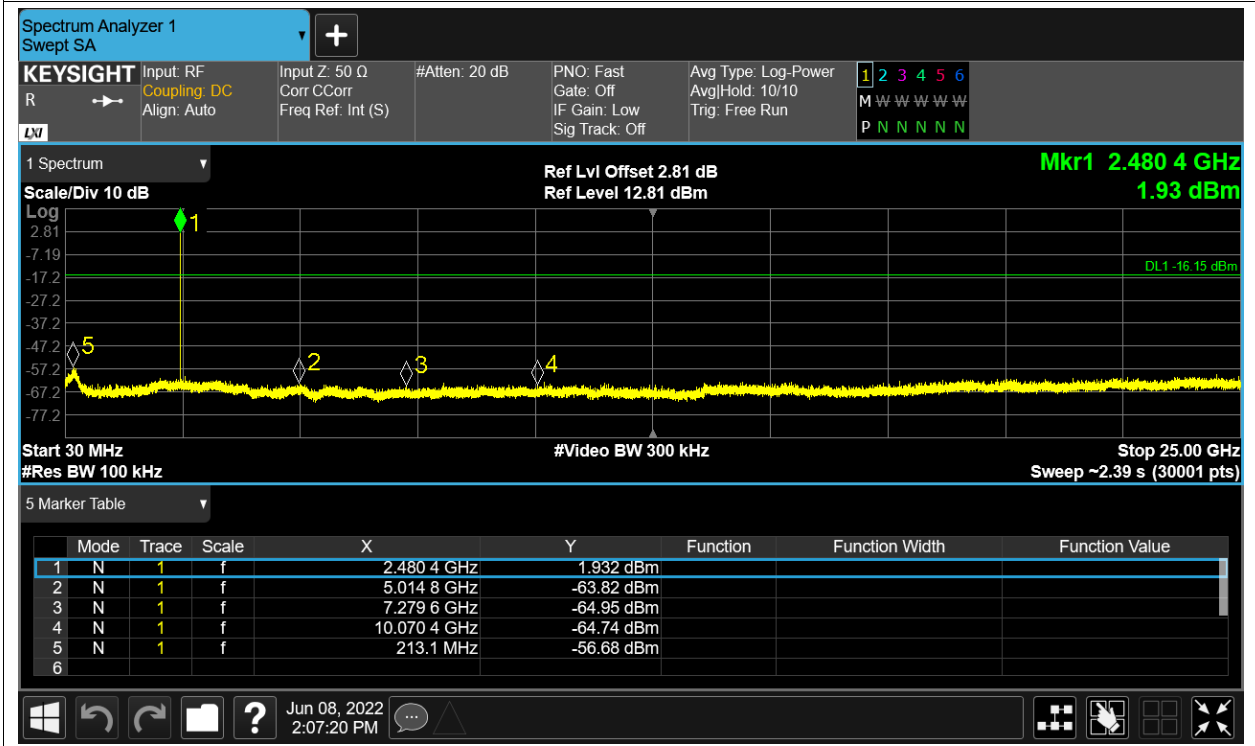 Spectrum Analyzer 1
Swept SA
+
KEYSIGHT
R
LXI
Input: RF
Coupling: DC
Align: Auto
Input Z: 50 Ω
Corr CCorr
Freq Ref: Int (S)
#Atten: 20 dB
PNO: Fast
Gate: Off
IF Gain: Low
Sig Track: Off
Avg Type: Log-Power
Avg|Hold: 10/10
Trig: Free Run
1 2 3 4 5 6
M W W W W W
P N N N N N
1 Spectrum
Scale/Div 10 dB
Ref Lvl Offset 2.81 dB
Ref Level 12.81 dBm
Mkr1 2.480 4 GHz
1.93 dBm
Log
2.81
-7.19
-17.2
-27.2
-37.2
-47.2
-57.2
-67.2
-77.2
1
DL1 -16.15 dBm
5
2
3
4
Start 30 MHz
#Res BW 100 kHz
#Video BW 300 kHz
Stop 25.00 GHz
Sweep ~2.39 s (30001 pts)
5 Marker Table
Mode Trace Scale X Y Function Function Width Function Value
1 N 1 f 2.480 4 GHz 1.932 dBm
2 N 1 f 5.014 8 GHz -63.82 dBm
3 N 1 f 7.279 6 GHz -64.95 dBm
4 N 1 f 10.070 4 GHz -64.74 dBm
5 N 1 f 213.1 MHz -56.68 dBm
6
?
Jun 08, 2022
2:07:20 PM